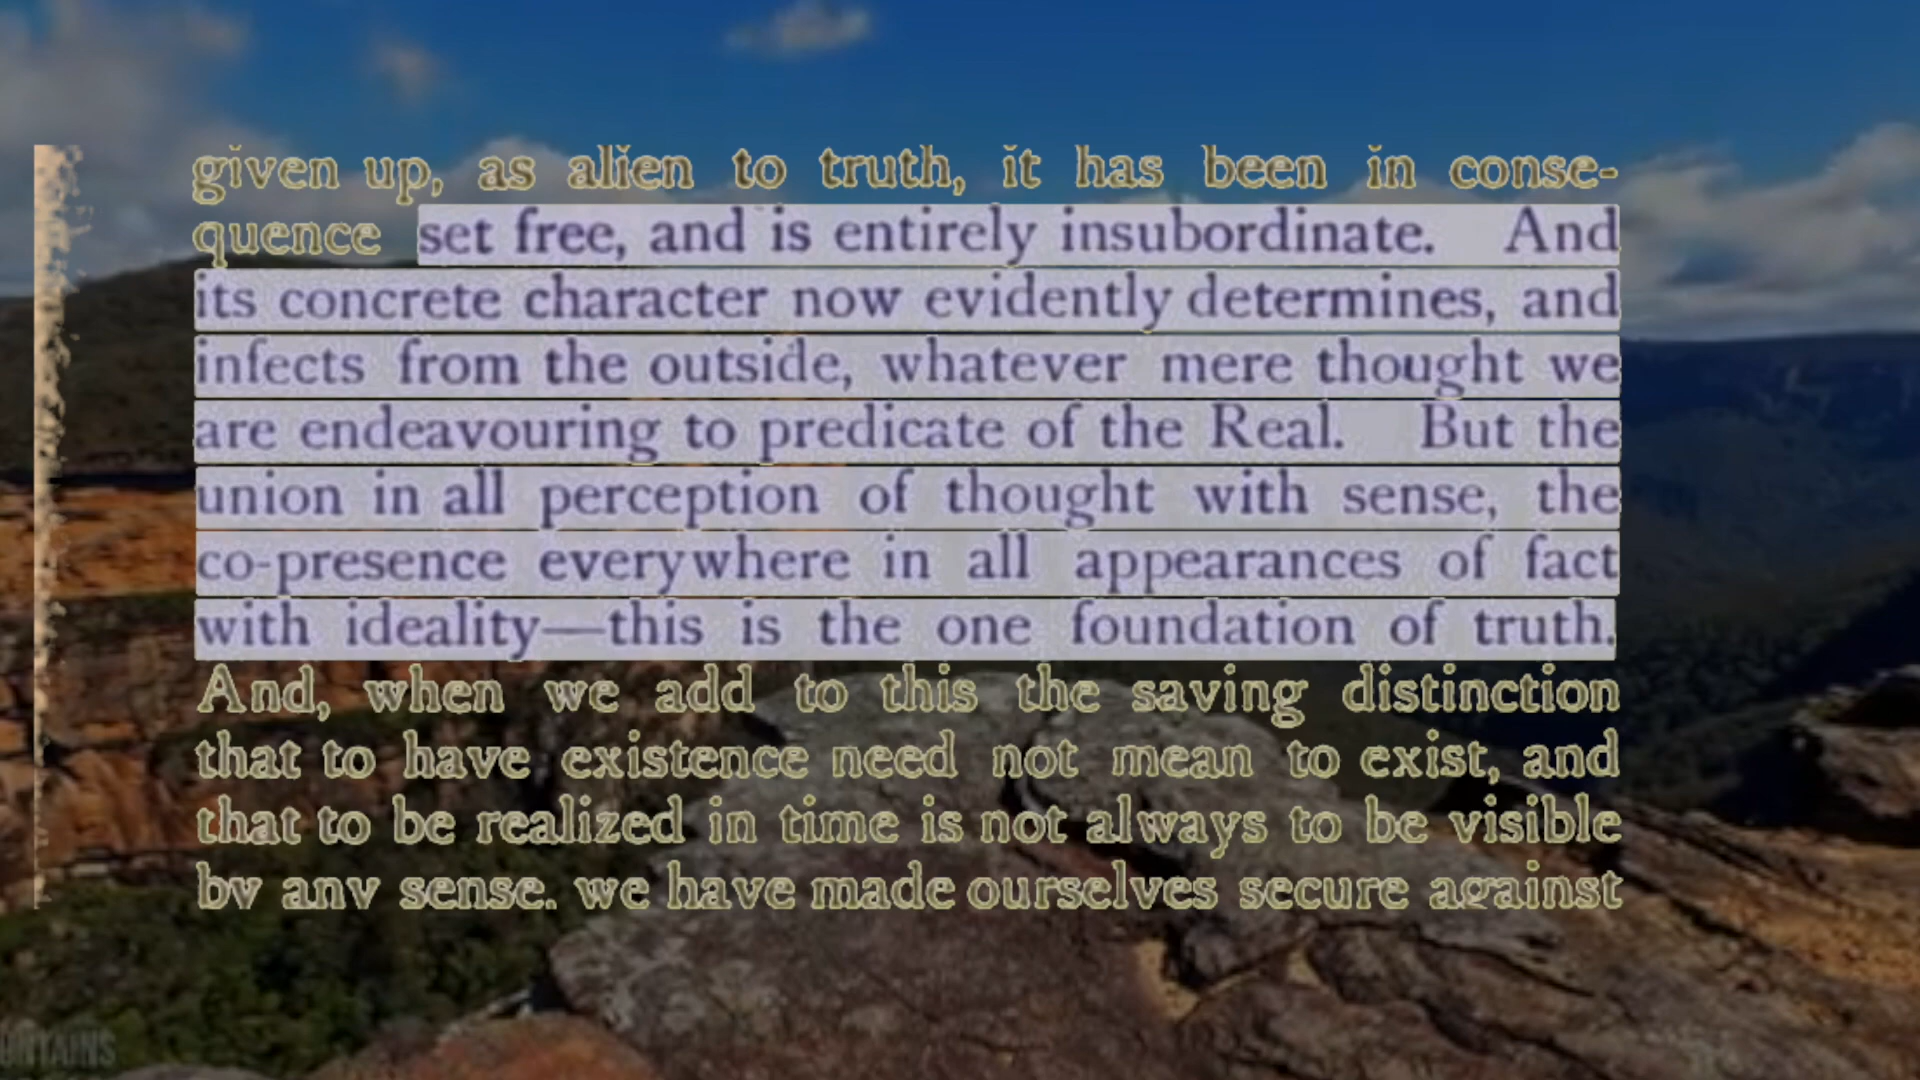 given up, as alien to truth, it has been in conse-
quence set free, and is entirely insubordinate. And
its concrete character now evidently determines, and
infects from the outside, whatever mere thought we
are endeavouring to predicate of the Real. But the
union in all perception of thought with sense, the
co-presence everywhere in all appearances of fact
with ideality—this is the one foundation of truth.
And, when we add to this the saving distinction
that to have existence need not mean to exist, and
that to be realized in time is not always to be visible
by any sense, we have made ourselves secure against